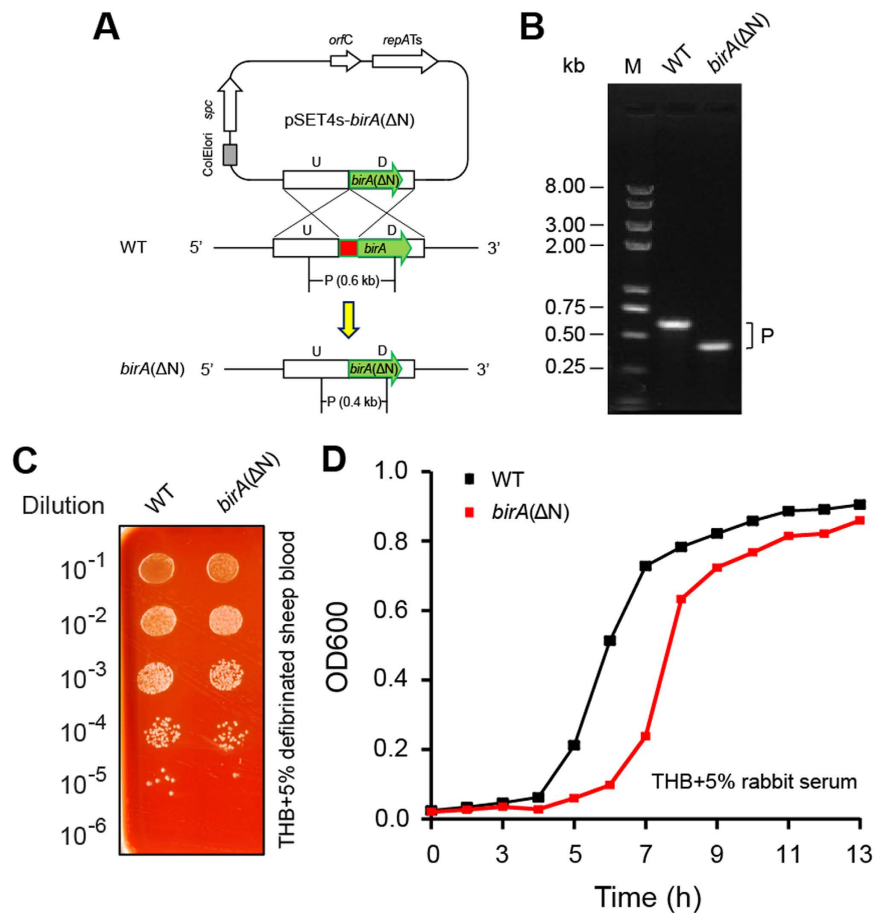 A
orfC
repATs
spc
ColElori
pSET4s-birA(ΔN)
U
D
birA(ΔN)
WT
5'
U
D
birA
3'
P (0.6 kb)
birA(ΔN)
5'
U
D
birA(ΔN)
3'
P (0.4 kb)
B
kb
M
WT
birA(ΔN)
8.00
3.00
2.00
0.75
0.50
0.25
P
C
Dilution
WT
birA(ΔN)
10-1
10-2
10-3
10-4
10-5
10-6
THB+5% defibrinated sheep blood
D
WT
birA(ΔN)
OD600
1.0
0.8
0.6
0.4
0.2
0.0
THB+5% rabbit serum
0 3 5 7 9 11 13
Time (h)